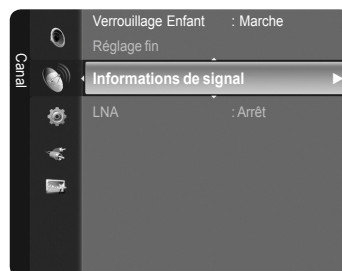 Canal
Verrouillage Enfant : Marche
Réglage fin
Informations de signal
LNA : Arrêt